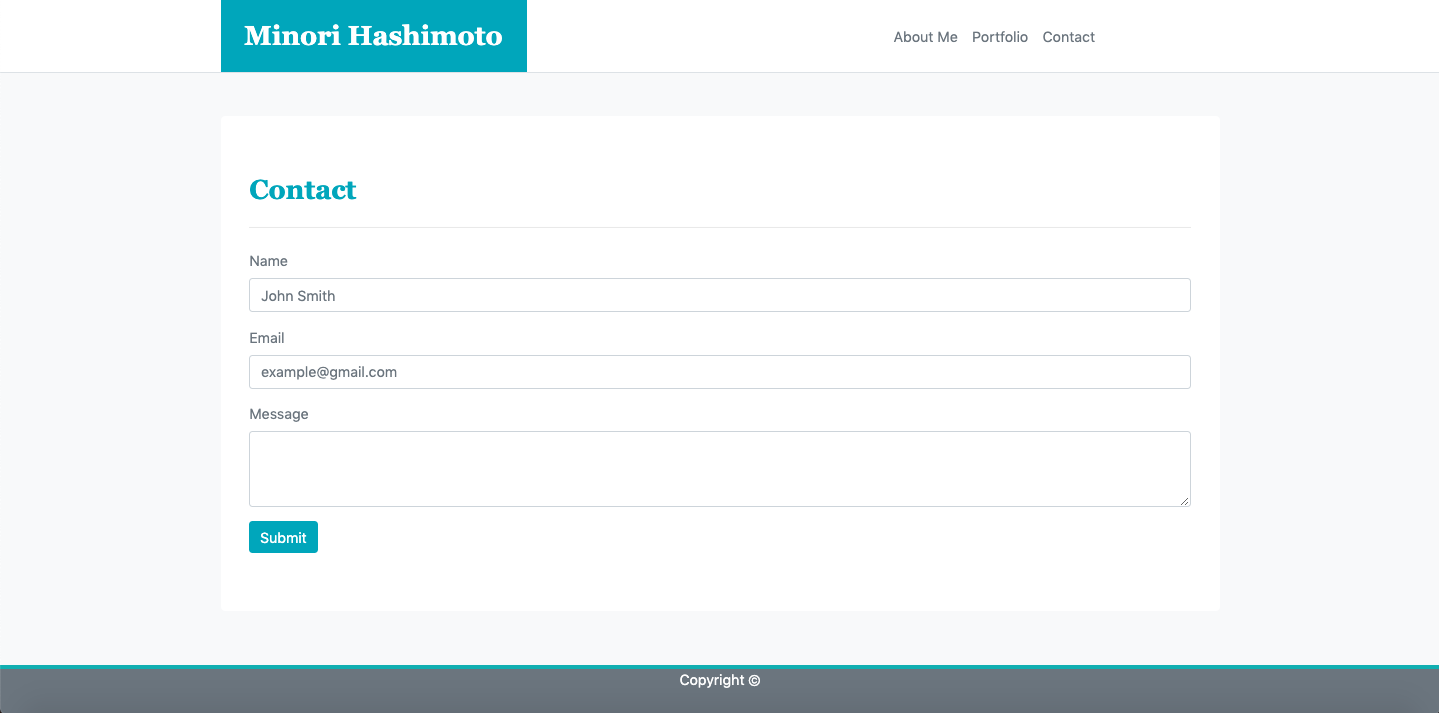 Minori Hashimoto
About Me Portfolio Contact
Contact
Name
John Smith
Email
example@gmail.com
Message
Submit
Copyright ©